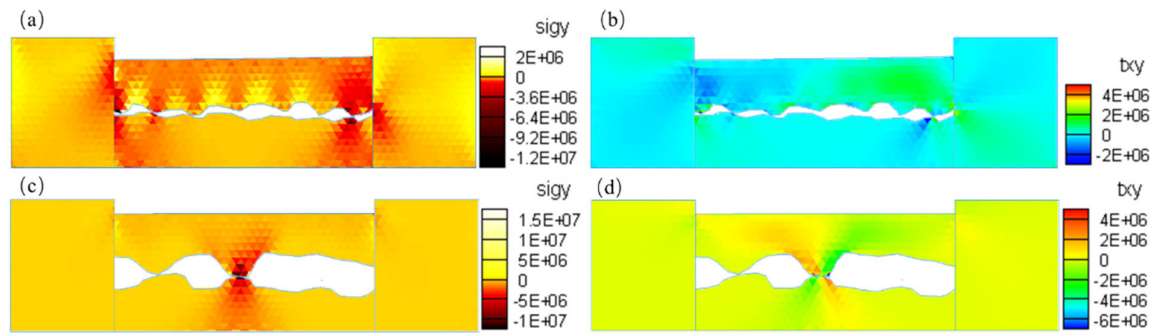 (a)
sigy
2E+06
0
-3.6E+06
-6.4E+06
-9.2E+06
-1.2E+07
(b)
txy
4E+06
2E+06
0
-2E+06
(c)
sigy
1.5E+07
1E+07
5E+06
0
-5E+06
-1E+07
(d)
txy
4E+06
2E+06
0
-2E+06
-4E+06
-6E+06